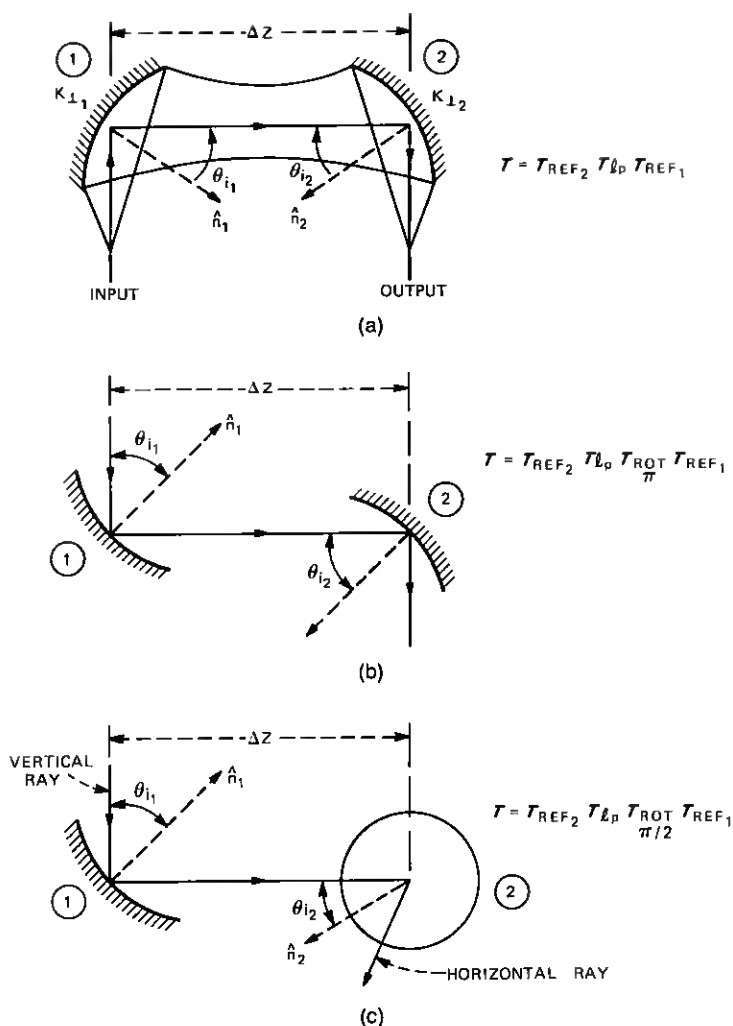 ΔZ
1
2
K⊥1
K⊥2
θi1
θi2
n̂1
n̂2
T = TREF2 Tℓp TREF1
INPUT
OUTPUT
(a)
ΔZ
θi1
n̂1
2
T = TREF2 Tℓp TROT π TREF1
1
θi2
(b)
ΔZ
VERTICAL
RAY
θi1
n̂1
T = TREF2 Tℓp TROT π/2 TREF1
1
θi2
2
n̂2
HORIZONTAL RAY
(c)